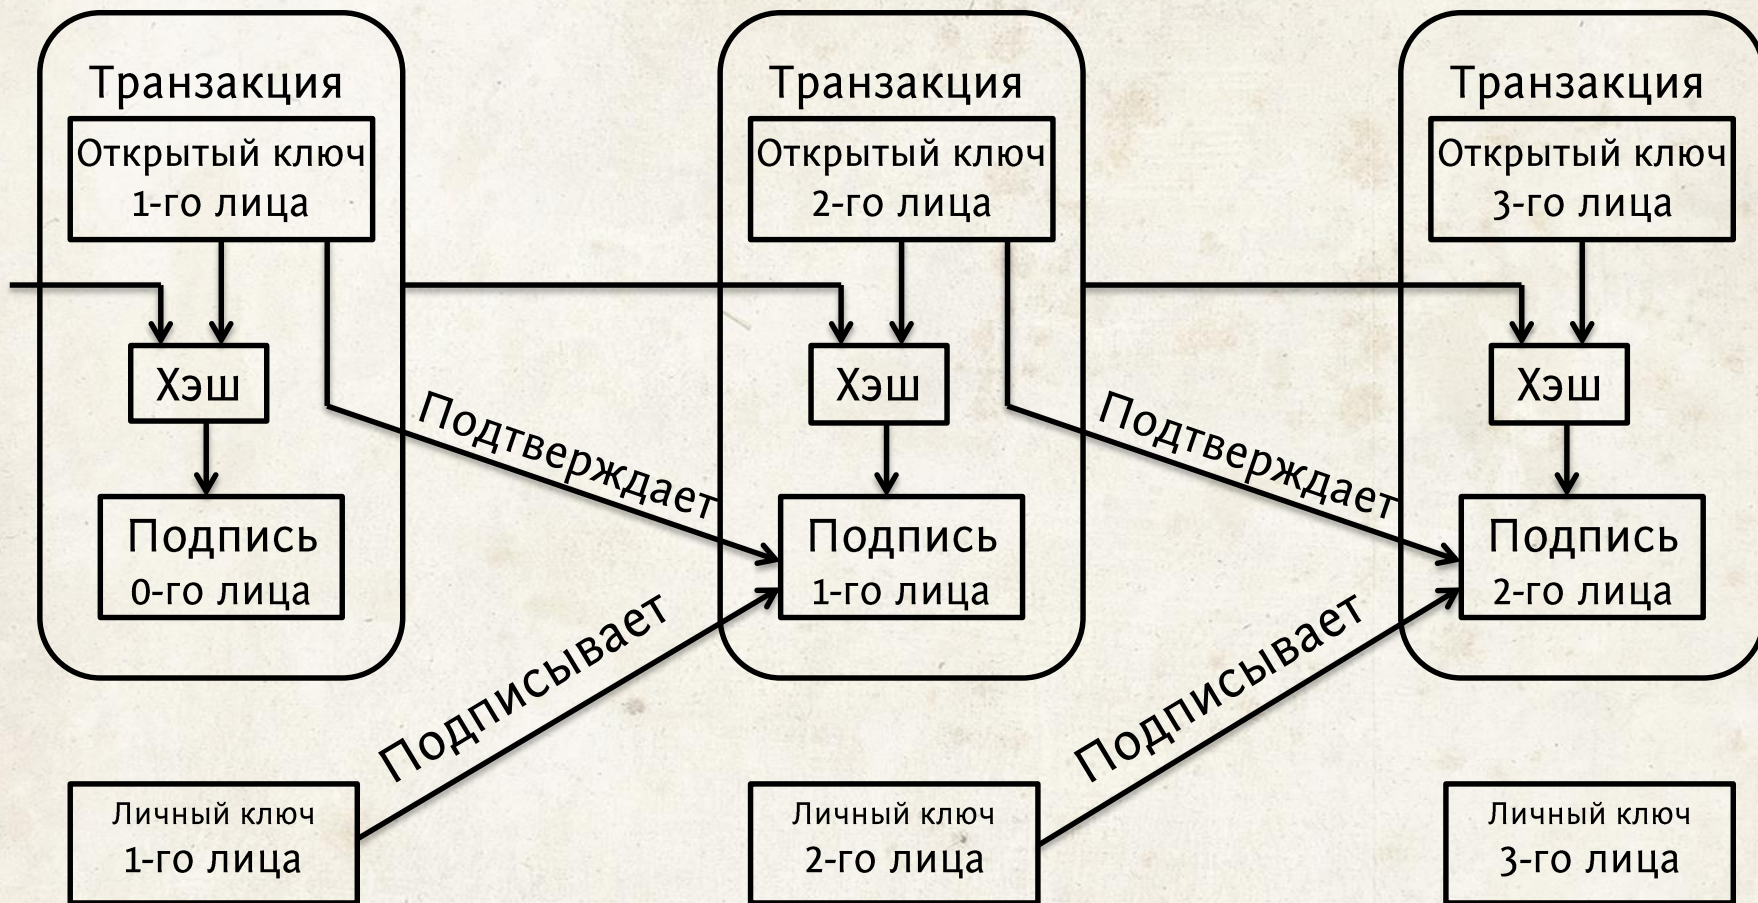 Транзакция
Открытый ключ
1-го лица
Хэш
Подпись
0-го лица
Транзакция
Открытый ключ
2-го лица
Хэш
Подпись
1-го лица
Транзакция
Открытый ключ
3-го лица
Хэш
Подпись
2-го лица
Подтверждает
Подтверждает
Подписывает
Подписывает
Личный ключ
1-го лица
Личный ключ
2-го лица
Личный ключ
3-го лица